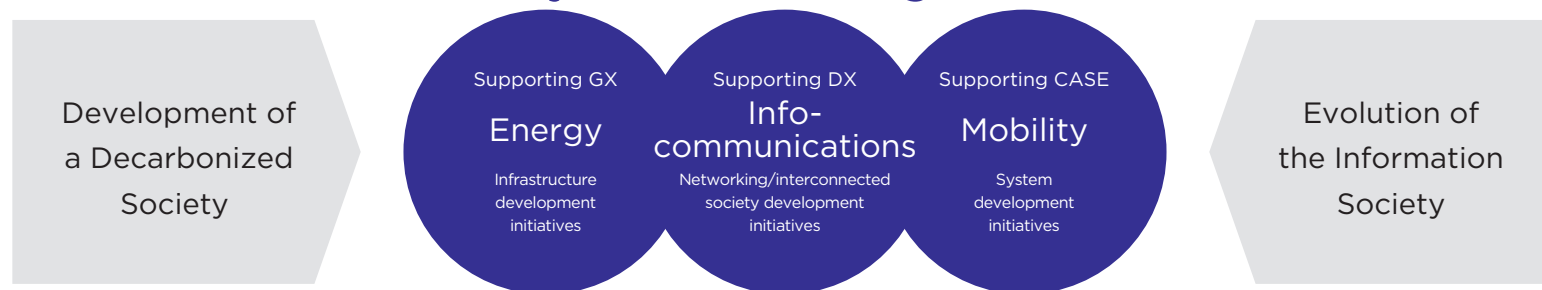 Development of
a Decarbonized
Society
Supporting GX
Energy
Infrastructure
development
initiatives
Supporting DX
Info-
communications
Networking/interconnected
society development
initiatives
Supporting CASE
Mobility
System
development
initiatives
Evolution of
the Information
Society